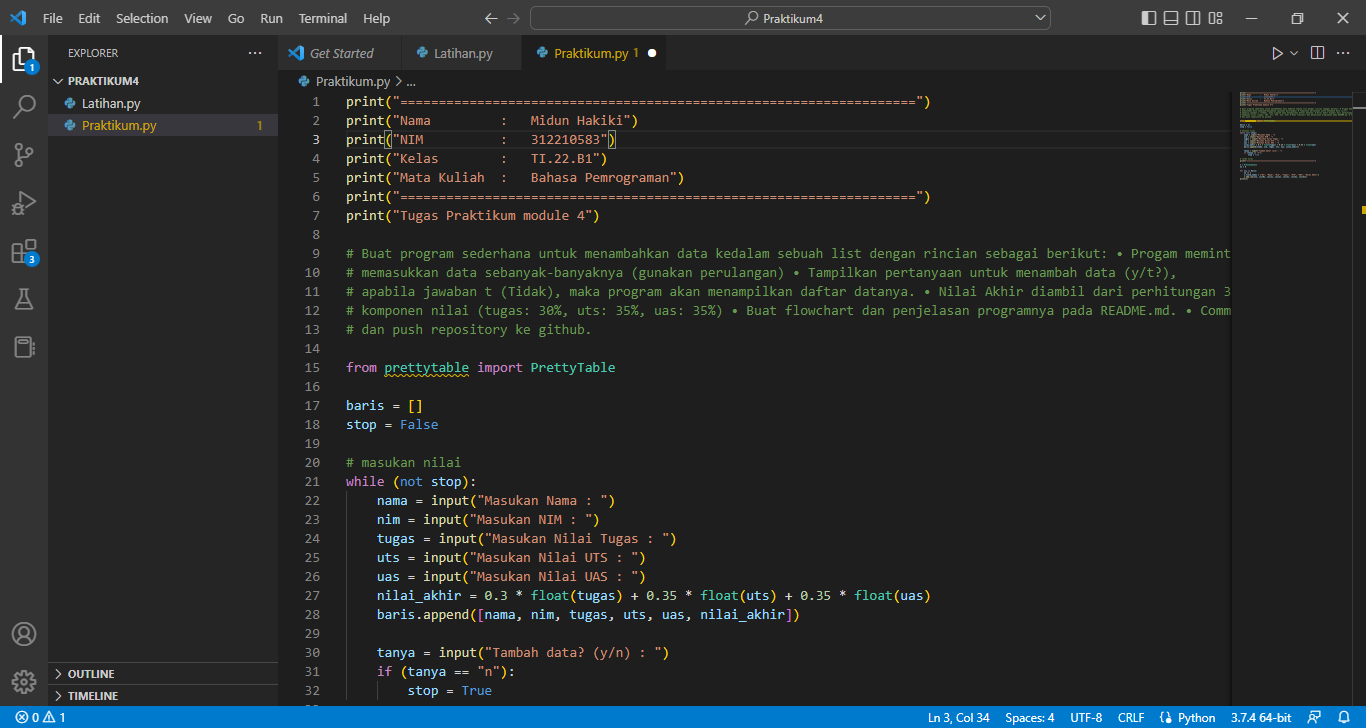 File Edit Selection View Go Run Terminal Help Praktikum4
EXPLORER
PRAKTIKUM4
Latihan.py
Praktikum.py 1
OUTLINE
TIMELINE
1
3
Get Started Latihan.py Praktikum.py 1
Praktikum.py > ...
1 print("===================================================================")
2 print("Nama         :   Midun Hakiki")
3 print("NIM          :   312210583")
4 print("Kelas        :   TI.22.B1")
5 print("Mata Kuliah  :   Bahasa Pemrograman")
6 print("===================================================================")
7 print("Tugas Praktikum module 4")
8
9 # Buat program sederhana untuk menambahkan data kedalam sebuah list dengan rincian sebagai berikut: • Progam memint
10 # memasukkan data sebanyak-banyaknya (gunakan perulangan) • Tampilkan pertanyaan untuk menambah data (y/t?),
11 # apabila jawaban t (Tidak), maka program akan menampilkan daftar datanya. • Nilai Akhir diambil dari perhitungan 3
12 # komponen nilai (tugas: 30%, uts: 35%, uas: 35%) • Buat flowchart dan penjelasan programnya pada README.md. • Comm
13 # dan push repository ke github.
14
15 from prettytable import PrettyTable
16
17 baris = []
18 stop = False
19
20 # masukan nilai
21 while (not stop):
22     nama = input("Masukan Nama : ")
23     nim = input("Masukan NIM : ")
24     tugas = input("Masukan Nilai Tugas : ")
25     uts = input("Masukan Nilai UTS : ")
26     uas = input("Masukan Nilai UAS : ")
27     nilai_akhir = 0.3 * float(tugas) + 0.35 * float(uts) + 0.35 * float(uas)
28     baris.append([nama, nim, tugas, uts, uas, nilai_akhir])
29
30     tanya = input("Tambah data? (y/n) : ")
31     if (tanya == "n"):
32         stop = True
0 1 Ln 3, Col 34 Spaces: 4 UTF-8 CRLF Python 3.7.4 64-bit